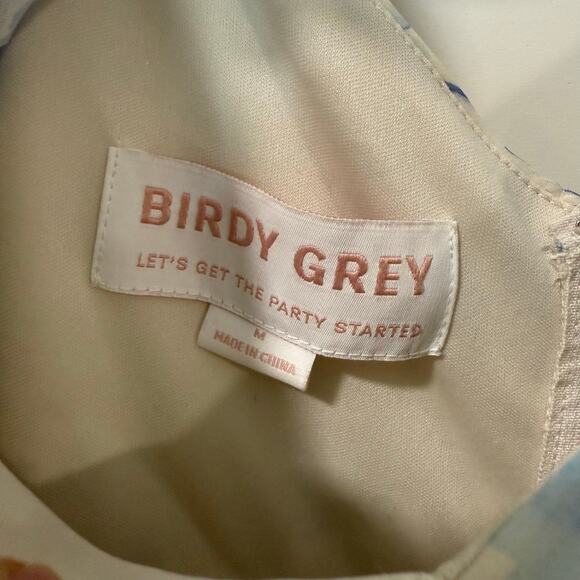 BIRDY GREY
LET'S GET THE PARTY STARTED
M
MADE IN CHINA